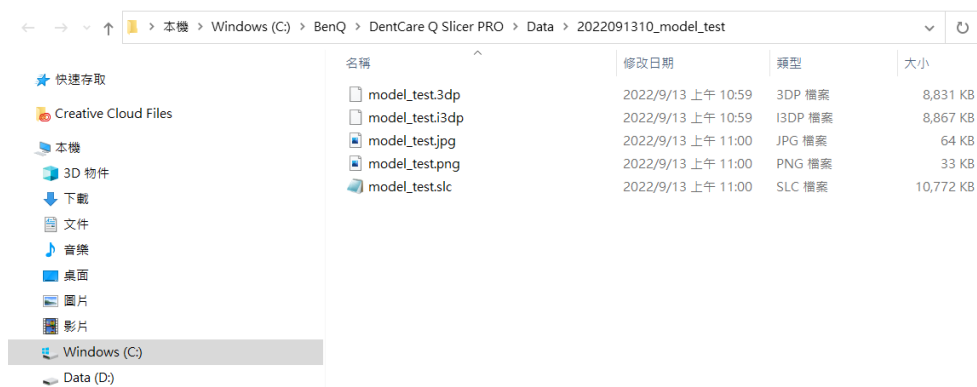 本機 > Windows (C:) > BenQ > DentCare Q Slicer PRO > Data > 2022091310_model_test
名稱 修改日期 類型 大小
快速存取
Creative Cloud Files
本機
3D 物件
下載
文件
音樂
桌面
圖片
影片
Windows (C:)
Data (D:)
model_test.3dp 2022/9/13 上午 10:59 3DP 檔案 8,831 KB
model_test.i3dp 2022/9/13 上午 10:59 I3DP 檔案 8,867 KB
model_test.jpg 2022/9/13 上午 11:00 JPG 檔案 64 KB
model_test.png 2022/9/13 上午 11:00 PNG 檔案 33 KB
model_test.slc 2022/9/13 上午 11:00 SLC 檔案 10,772 KB